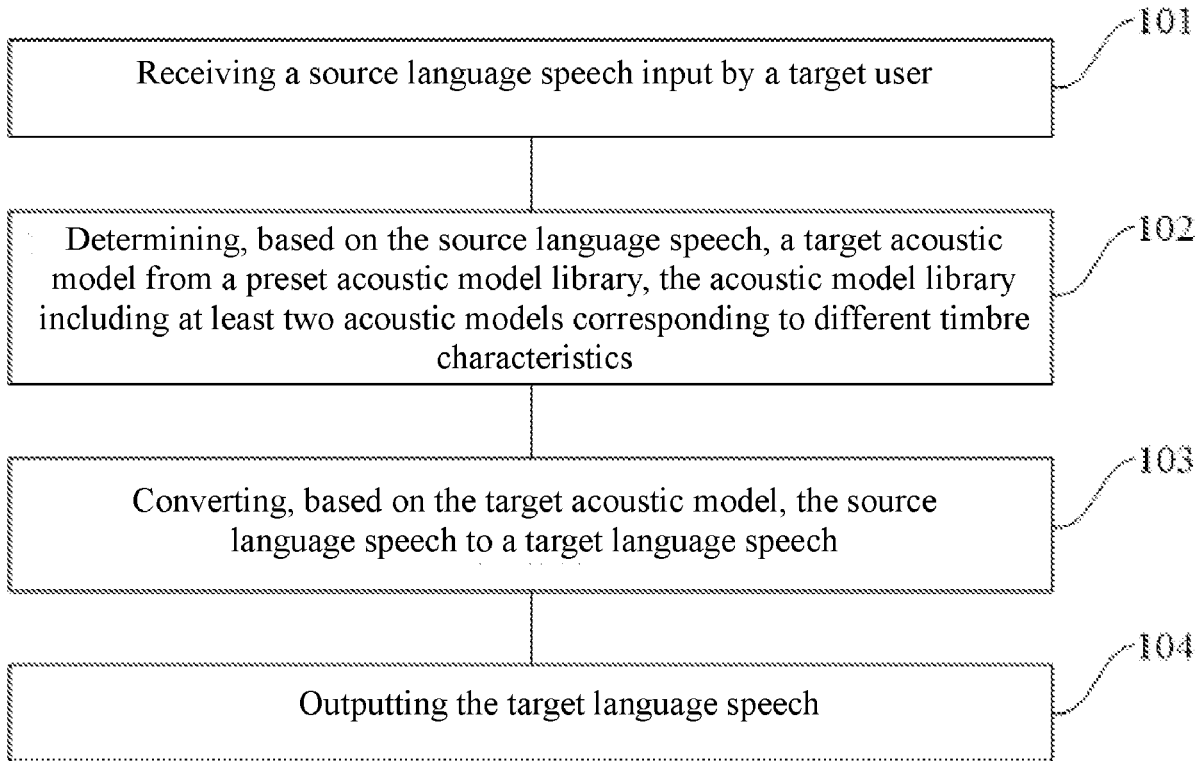 101
Receiving a source language speech input by a target user
102
Determining, based on the source language speech, a target acoustic
model from a preset acoustic model library, the acoustic model library
including at least two acoustic models corresponding to different timbre
characteristics
103
Converting, based on the target acoustic model, the source
language speech to a target language speech
104
Outputting the target language speech